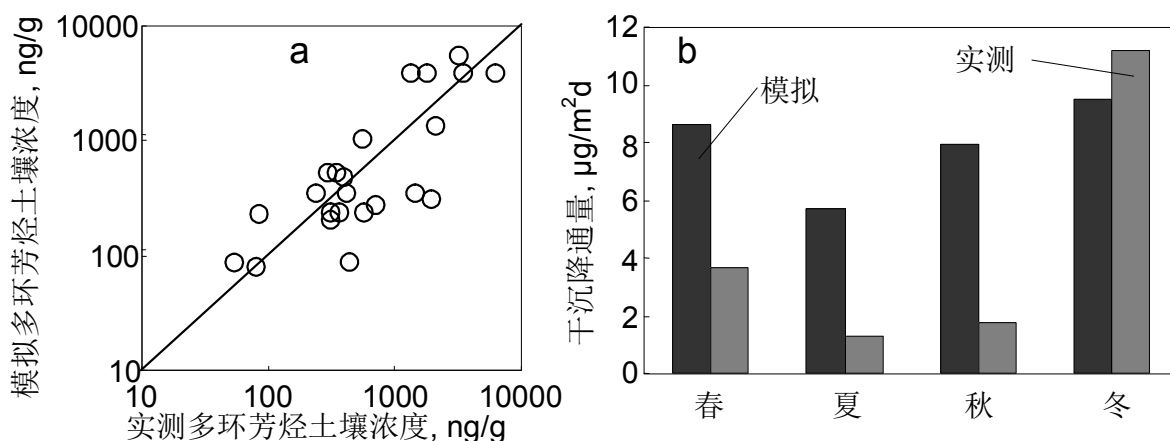 模拟多环芳烃土壤浓度, ng/g
10000
1000
100
10
a
10
100
1000
10000
实测多环芳烃土壤浓度, ng/g
干沉降通量, μg/m²d
12
10
8
6
4
2
0
b
模拟
实测
春
夏
秋
冬